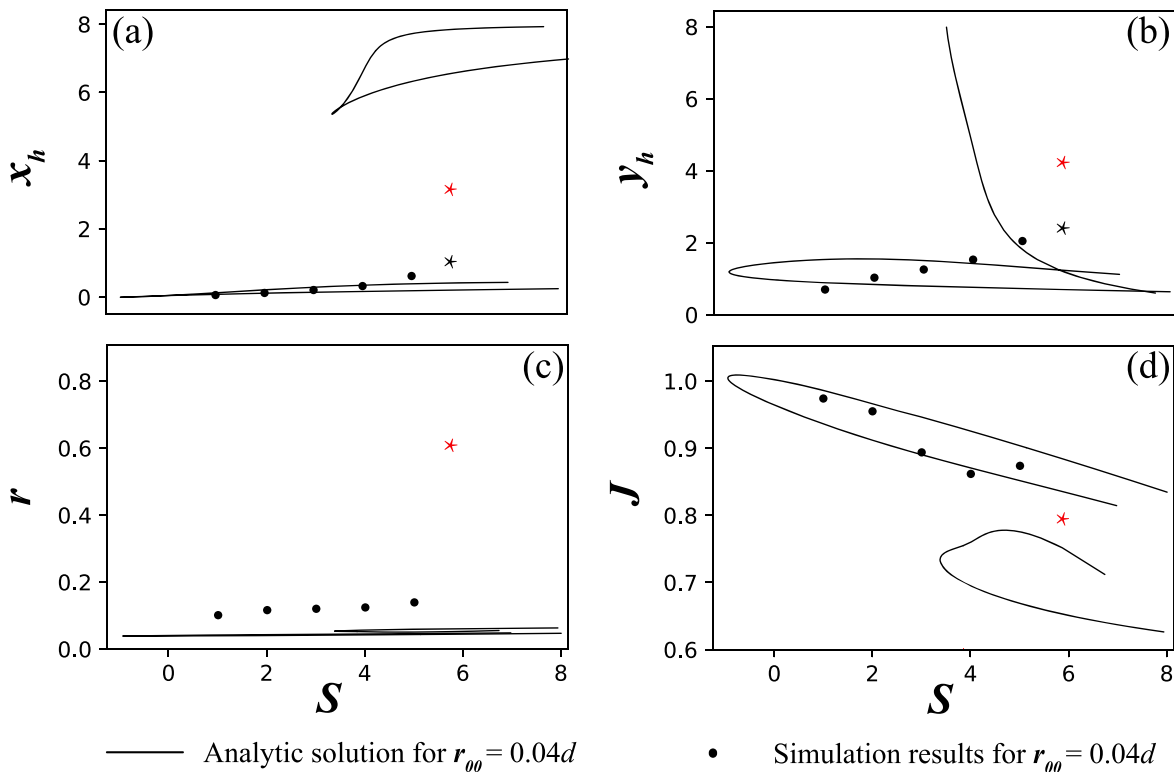 (a)
8
6
4
2
0
x_h
(b)
8
6
4
2
0
y_h
(c)
0.8
0.6
0.4
0.2
0.0
r
0 2 4 6 8
S
(d)
1.0
0.9
0.8
0.7
0.6
J
0 2 4 6 8
S
Analytic solution for r_00 = 0.04d
Simulation results for r_00 = 0.04d